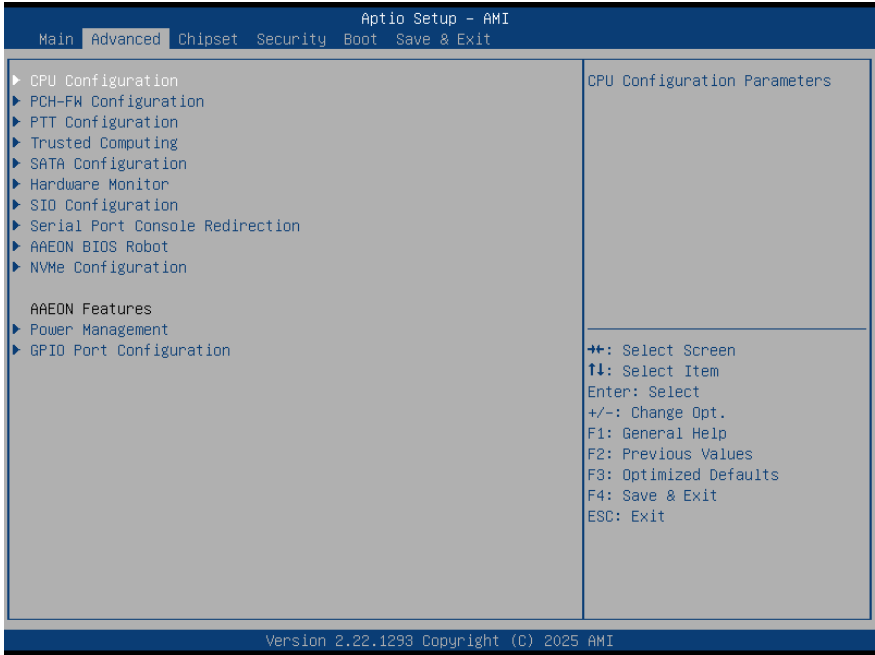 Aptio Setup – AMI
Main Advanced Chipset Security Boot Save & Exit
CPU Configuration
PCH-FW Configuration
PTT Configuration
Trusted Computing
SATA Configuration
Hardware Monitor
SIO Configuration
Serial Port Console Redirection
AAEON BIOS Robot
NVMe Configuration
AAEON Features
Power Management
GPIO Port Configuration
CPU Configuration Parameters
→←: Select Screen
↑↓: Select Item
Enter: Select
+/-: Change Opt.
F1: General Help
F2: Previous Values
F3: Optimized Defaults
F4: Save & Exit
ESC: Exit
Version 2.22.1293 Copyright (C) 2025 AMI